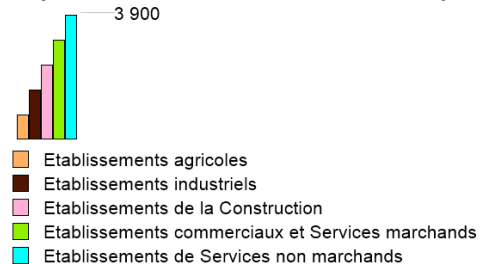 3 900
Etablissements agricoles
Etablissements industriels
Etablissements de la Construction
Etablissements commerciaux et Services marchands
Etablissements de Services non marchands